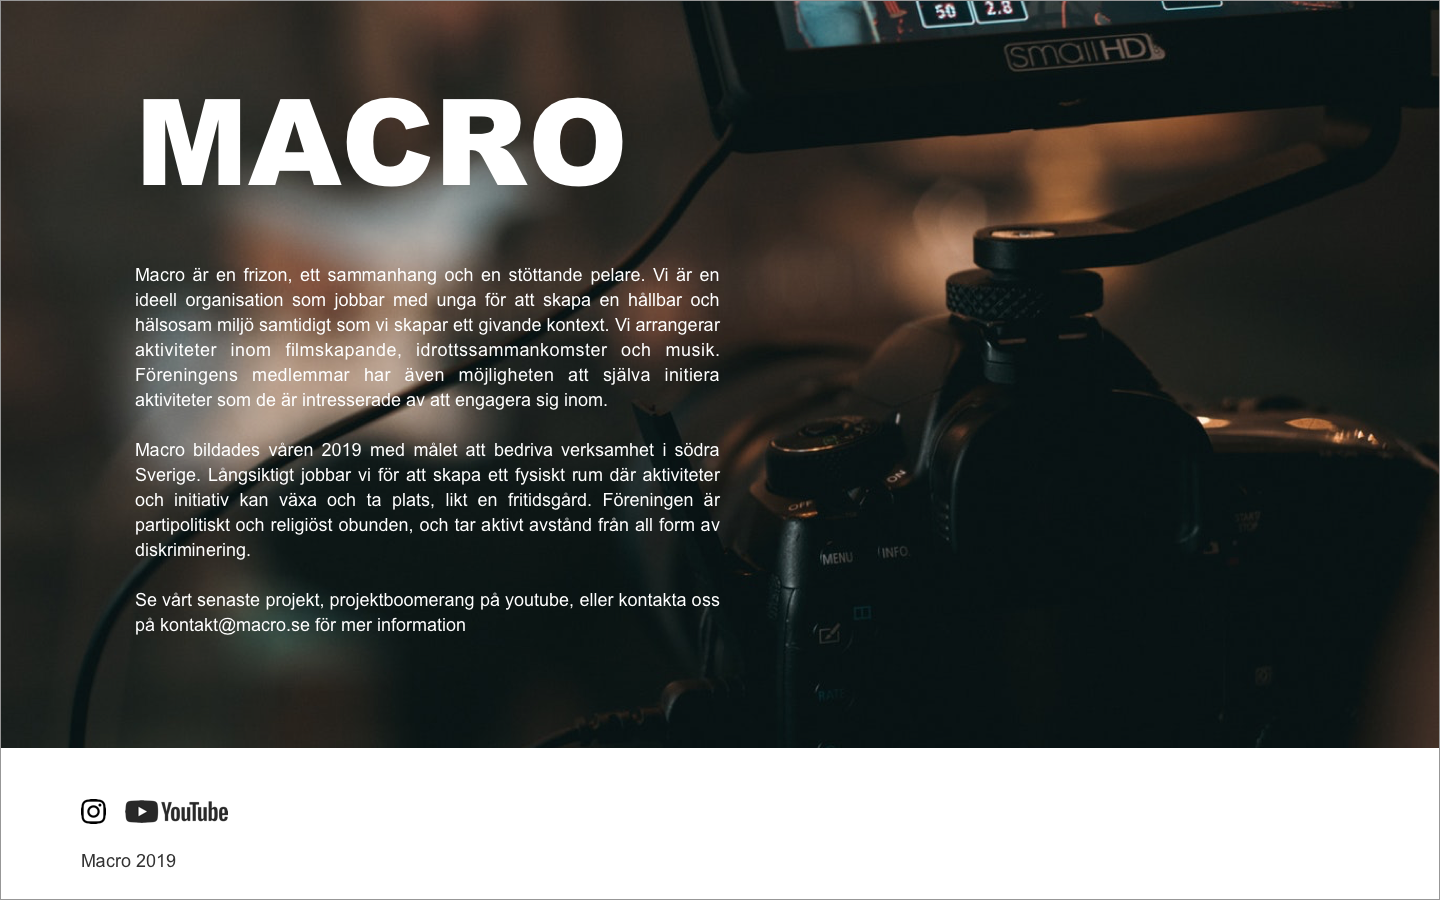 50 2.8
smallHD
MACRO
Macro är en frizon, ett sammanhang och en stöttande pelare. Vi är en
ideell organisation som jobbar med unga för att skapa en hållbar och
hälsosam miljö samtidigt som vi skapar ett givande kontext. Vi arrangerar
aktiviteter inom filmskapande, idrottssammankomster och musik.
Föreningens medlemmar har även möjligheten att själva initiera
aktiviteter som de är intresserade av att engagera sig inom.
Macro bildades våren 2019 med målet att bedriva verksamhet i södra
Sverige. Långsiktigt jobbar vi för att skapa ett fysiskt rum där aktiviteter
och initiativ kan växa och ta plats, likt en fritidsgård. Föreningen är
partipolitiskt och religiöst obunden, och tar aktivt avstånd från all form av
diskriminering.
Se vårt senaste projekt, projektboomerang på youtube, eller kontakta oss
på kontakt@macro.se för mer information
ON
OFF
MENU INFO
RATE
YouTube
Macro 2019